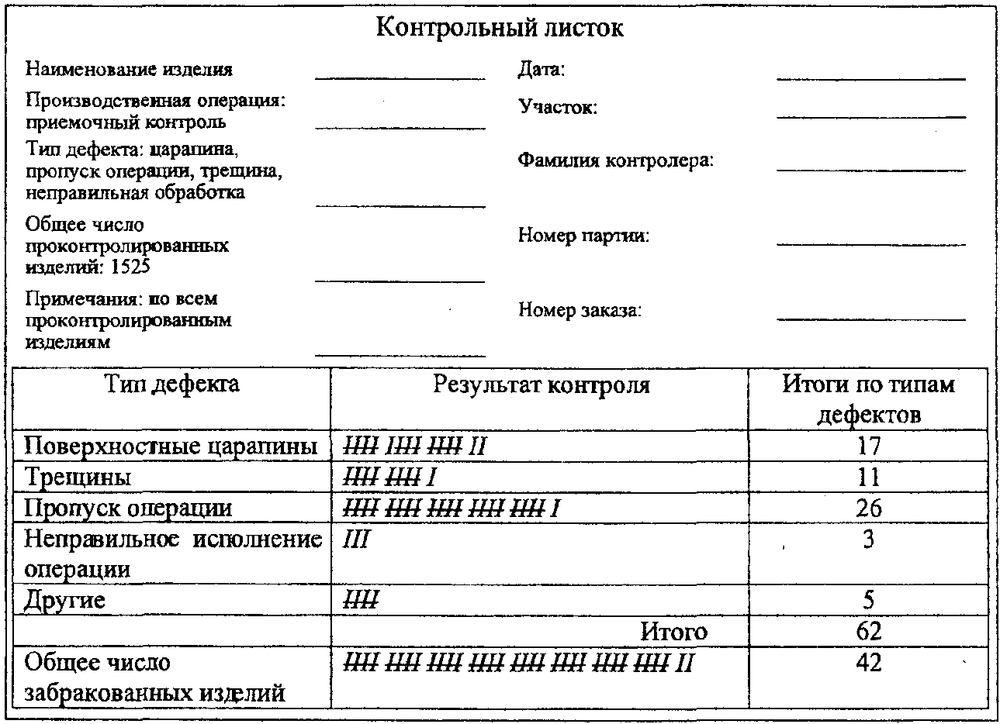 Контрольный листок
Наименование изделия
Дата:
Производственная операция:
приемочный контроль
Участок:
Тип дефекта: царапина,
пропуск операции, трещина,
неправильная обработка
Фамилия контролера:
Общее число
проконтролированных
изделий: 1525
Номер партии:
Примечания: по всем
проконтролированным
изделиям
Номер заказа:
Тип дефекта
Результат контроля
Итоги по типам
дефектов
Поверхностные царапины
IIII IIII IIII II
17
Трещины
IIII IIII I
11
Пропуск операции
IIII IIII IIII IIII IIII I
26
Неправильное исполнение
операции
III
3
Другие
IIII
5
Итого
62
Общее число
забракованных изделий
IIII IIII IIII IIII IIII IIII IIII IIII II
42